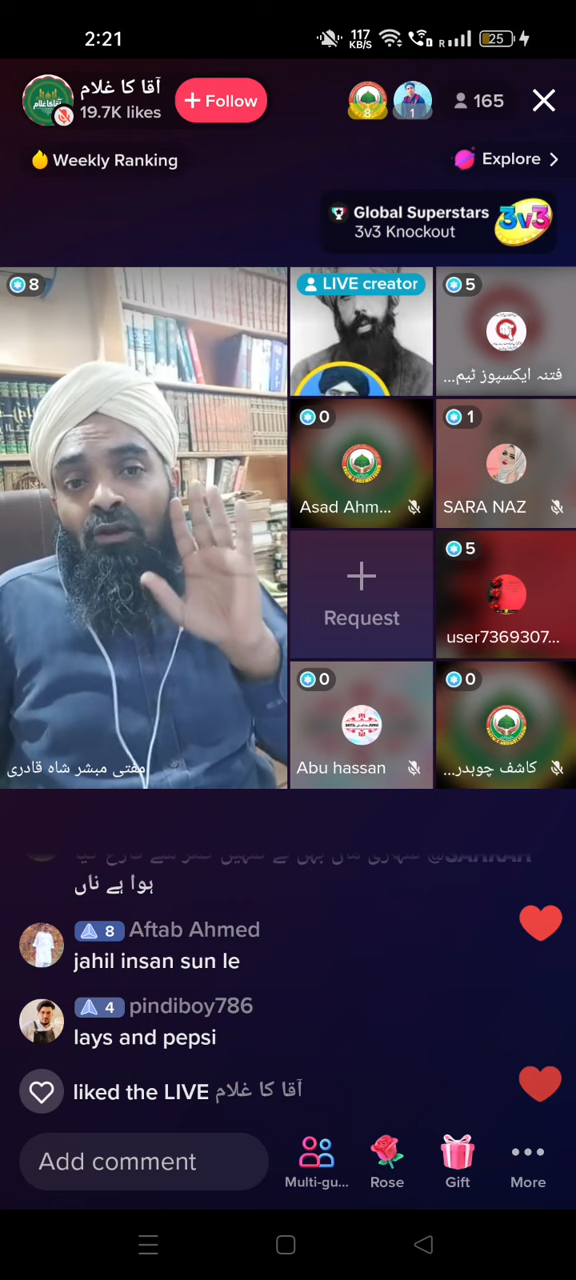 2:21
117
KB/S
R
25
آقا کا غلام
19.7K likes
+ Follow
8
1
165
Weekly Ranking
Explore >
Global Superstars
3v3 Knockout
3v3
8
مفتی مبشر شاہ قادری
LIVE creator
5
فتنہ ایکسپوز ٹیم...
0
Asad Ahm...
1
SARA NAZ
Request
5
user7369307...
0
Abu hassan
0
کاشف چوہدر...
ہوا ہے ناں
8 Aftab Ahmed
jahil insan sun le
4 pindiboy786
lays and pepsi
liked the LIVE آقا کا غلام
Add comment
Multi-gu...
Rose
Gift
More